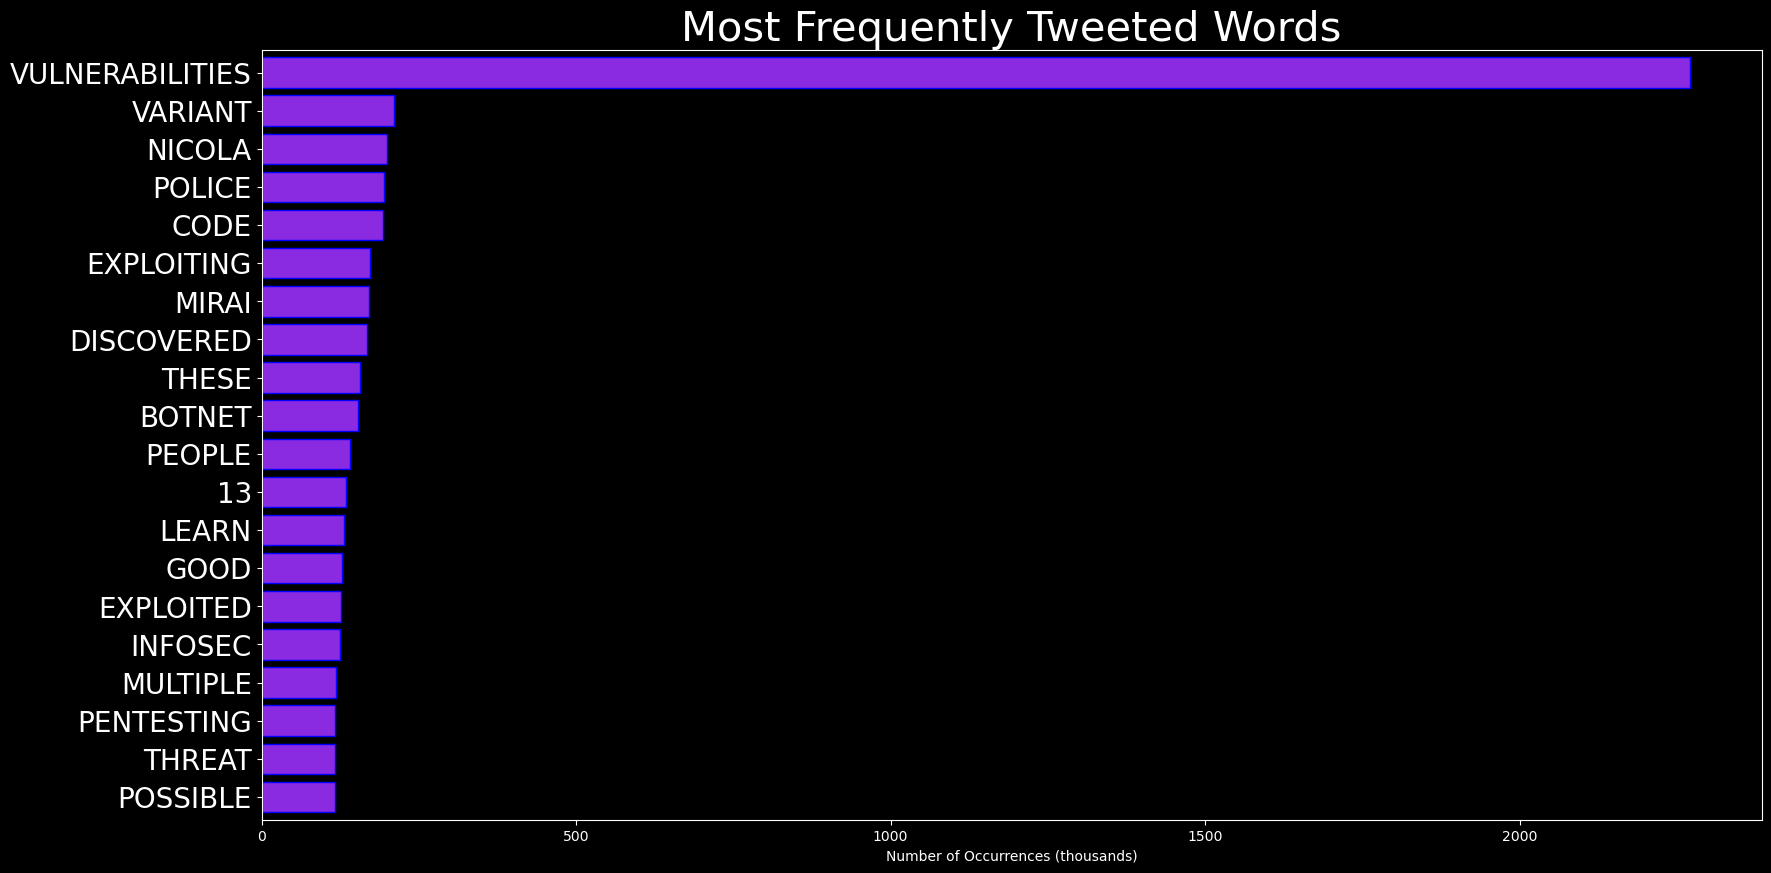 Most Frequently Tweeted Words
VULNERABILITIES
VARIANT
NICOLA
POLICE
CODE
EXPLOITING
MIRAI
DISCOVERED
THESE
BOTNET
PEOPLE
13
LEARN
GOOD
EXPLOITED
INFOSEC
MULTIPLE
PENTESTING
THREAT
POSSIBLE
0 500 1000 1500 2000
Number of Occurrences (thousands)